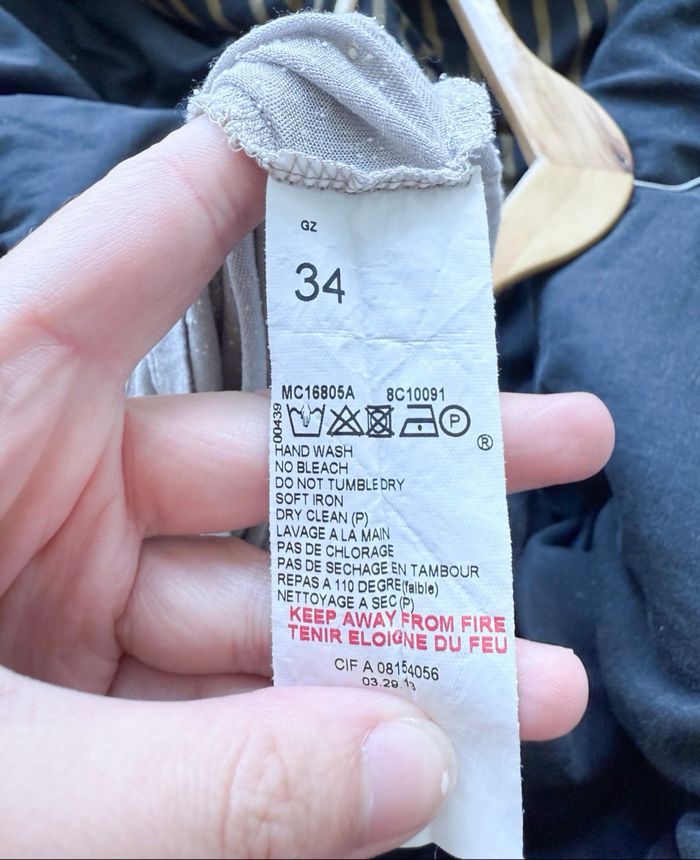 GZ
34
MC16805A 8C10091
00439
P
®
HAND WASH
NO BLEACH
DO NOT TUMBLE DRY
SOFT IRON
DRY CLEAN (P)
LAVAGE A LA MAIN
PAS DE CHLORAGE
PAS DE SECHAGE EN TAMBOUR
REPAS A 110 DEGRE(faible)
NETTOYAGE A SEC (P)
KEEP AWAY FROM FIRE
TENIR ELOIGNE DU FEU
CIF A 08154056
03.29.13